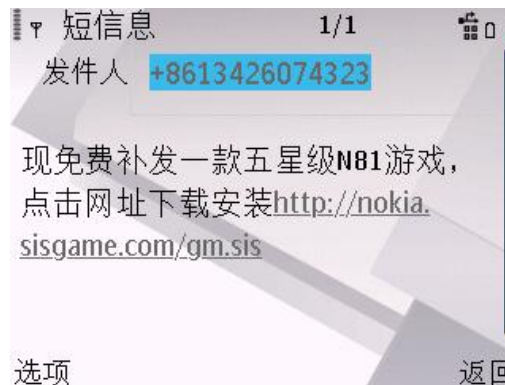 短信息 1/1
发件人 +8613426074323
现免费补发一款五星级N81游戏，
点击网址下载安装http://nokia.
sisgame.com/gm.sis
选项 返回